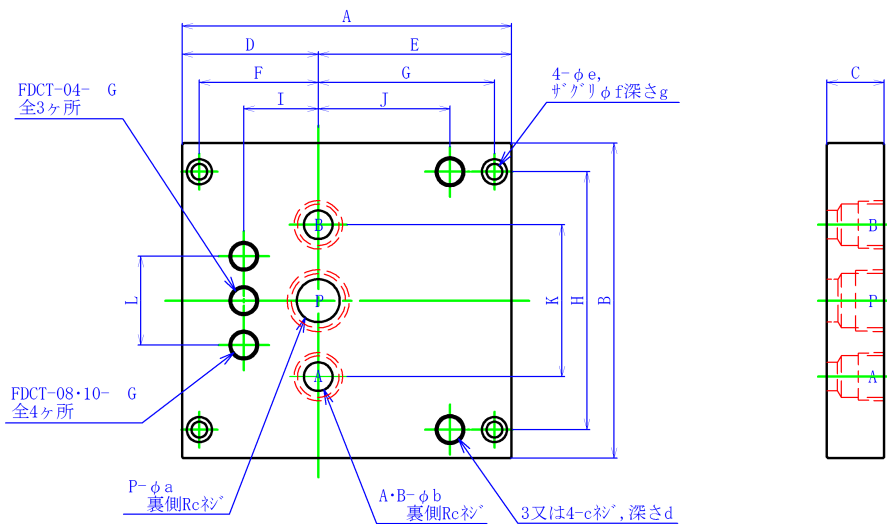 A
D
E
F
G
I
J
C
FDCT-04-  G
全3ヶ所
4-φe,
ザグリφf深さg
B
P
A
L
K
H
B
B
P
A
FDCT-08・10-  G
全4ヶ所
P-φa
裏側Rcネジ
A・B-φb
裏側Rcネジ
3又は4-cネジ,深さd